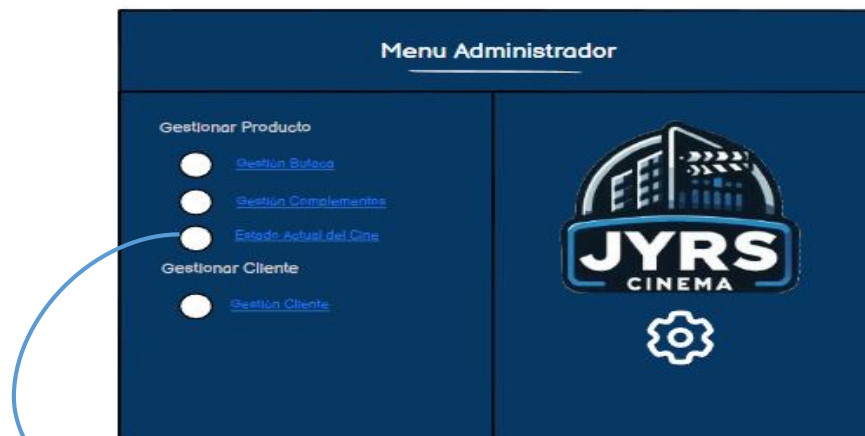 Menu Administrador
Gestionar Producto
Gestión Butaca
Gestión Complementos
Estado Actual del Cine
Gestionar Cliente
Gestión Cliente
JYRS
CINEMA